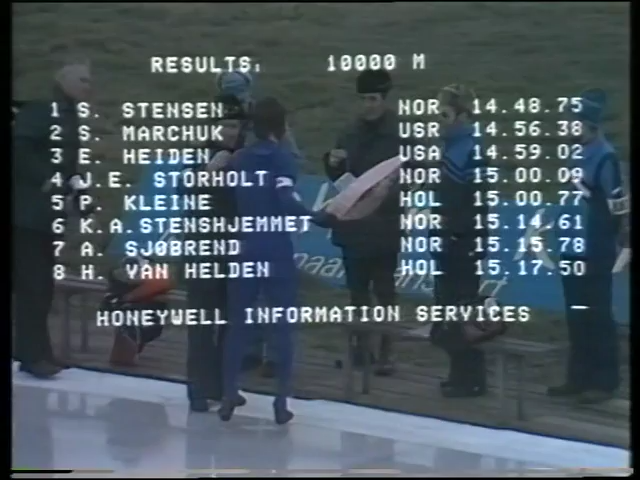 RESULTS: 10000 M
1 S. STENSEN NOR 14.48.75
2 S. MARCHUK USR 14.56.38
3 E. HEIDEN USA 14.59.02
4 J.E. STORHOLT NOR 15.00.09
5 P. KLEINE HOL 15.00.77
6 K.A.STENSHJEMMET NOR 15.14.61
7 A. SJØBREND NOR 15.15.78
8 H. VAN HELDEN HOL 15.17.50
HONEYWELL INFORMATION SERVICES